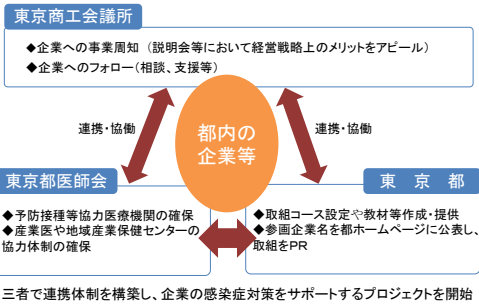 東京商工会議所
◆企業への事業周知（説明会等において経営戦略上のメリットをアピール）
◆企業へのフォロー（相談、支援等）
連携・協働
都内の
企業等
連携・協働
東京都医師会
◆予防接種等協力医療機関の確保
◆産業医や地域産業保健センターの
協力体制の確保
東　京　都
◆取組コース設定や教材等作成・提供
◆参画企業名を都ホームページに公表し、
取組をPR
三者で連携体制を構築し、企業の感染症対策をサポートするプロジェクトを開始